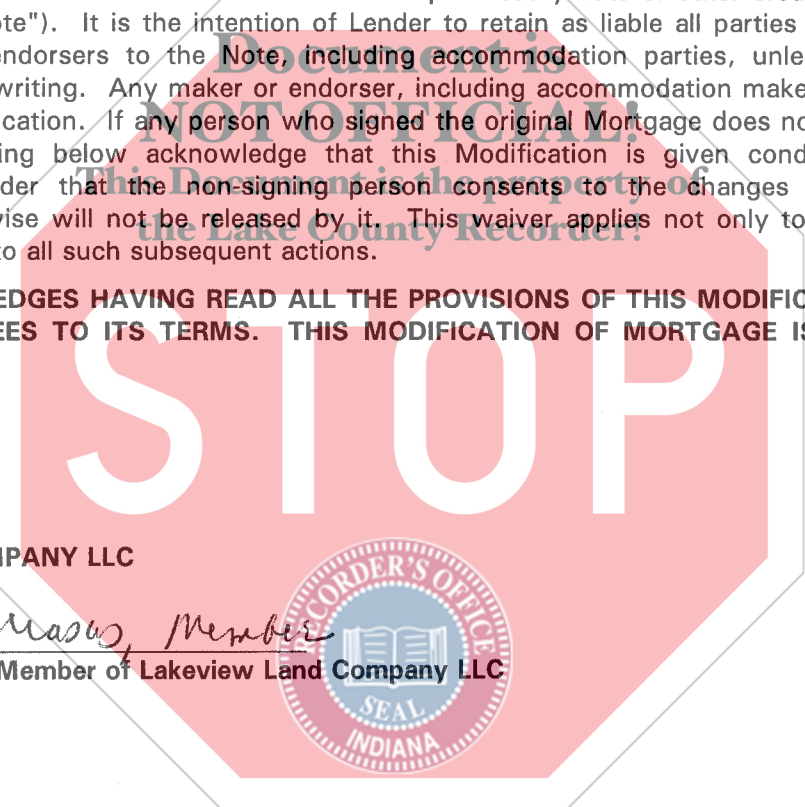 ote"). It is the intention of Lender to retain as liable all parties
endorsers to the Note, including accommodation parties, unle
Document is
writing. Any maker or endorser, including accommodation make
NOT OFFICIAL!
ication. If any person who signed the original Mortgage does no
ing below acknowledge that this Modification is given cond
This Document is the property of
der that the non-signing person consents to the changes
the Lake County Recorder!
vise will not be released by it. This waiver applies not only to
to all such subsequent actions.
EDGES HAVING READ ALL THE PROVISIONS OF THIS MODIFIC
EES TO ITS TERMS. THIS MODIFICATION OF MORTGAGE IS
STOP
MPANY LLC
Member
Member of Lakeview Land Company LLC
RECORDER'S OFFICE
SEAL
INDIANA